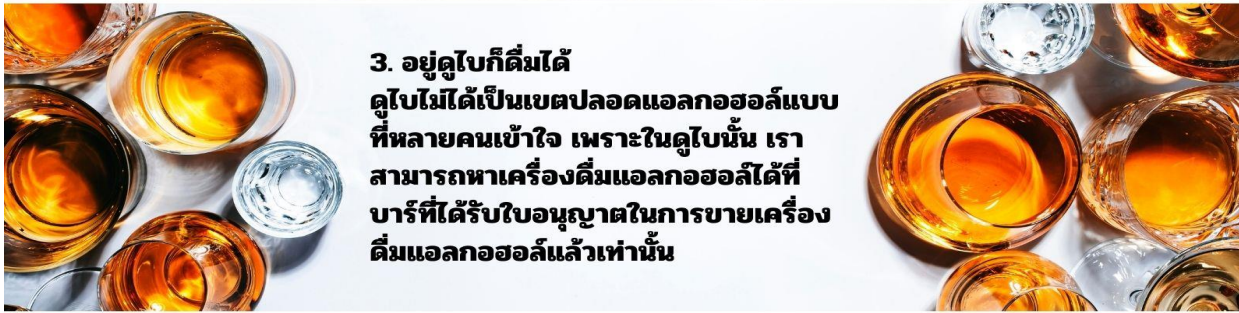 3. อยู่ดูไบก็ดื่มได้
ดูไบไม่ได้เป็นเขตปลอดแอลกอฮอล์แบบ
ที่หลายคนเข้าใจ เพราะในดูไบนั้น เรา
สามารถหาเครื่องดื่มแอลกอฮอล์ได้ที่
บาร์ที่ได้รับใบอนุญาตในการขายเครื่อง
ดื่มแอลกอฮอล์แล้วเท่านั้น